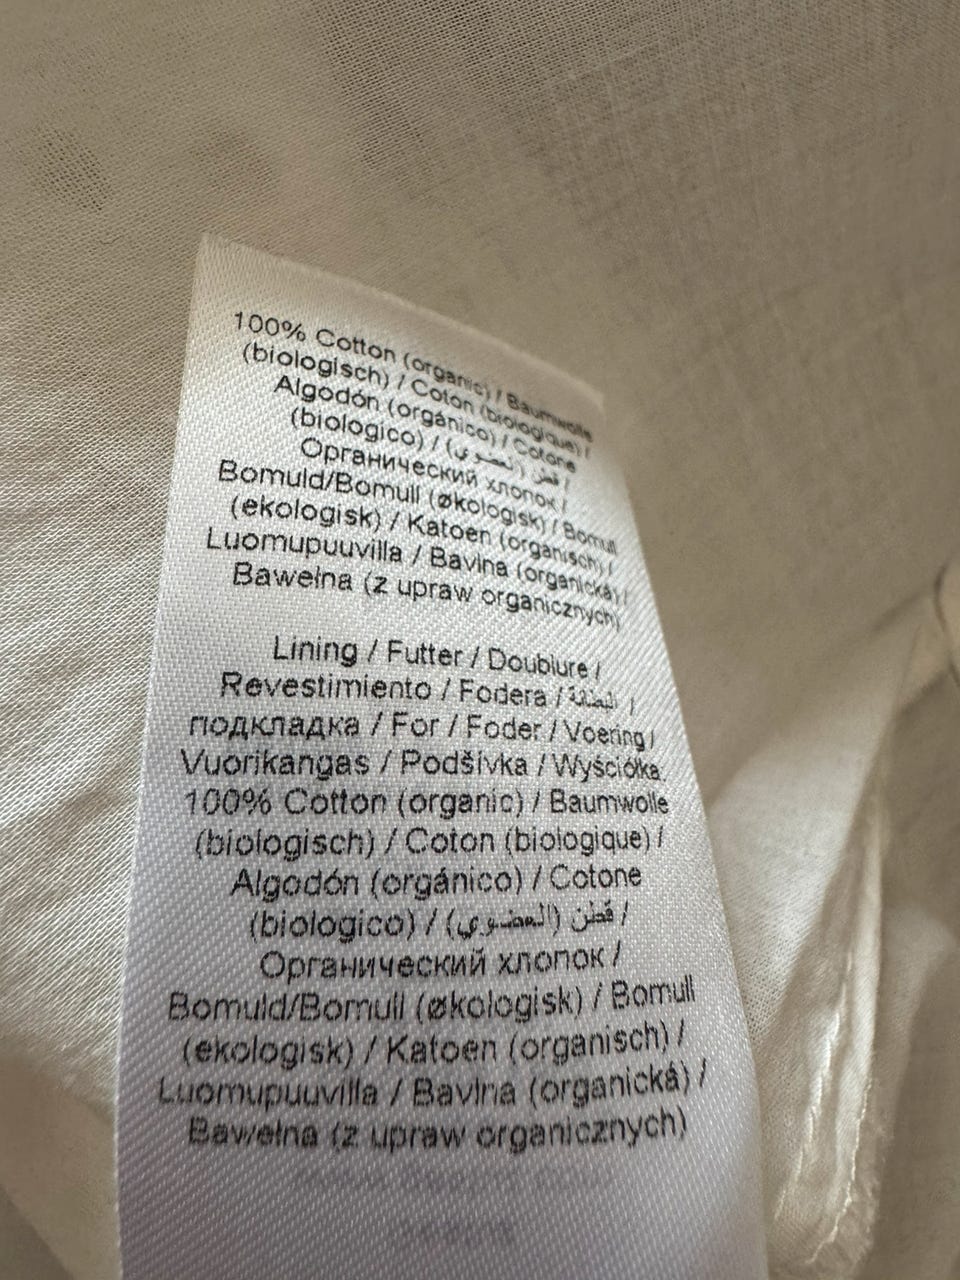 100% Cotton (organic) / Baumwolle
(biologisch) / Coton (biologique) /
Algodón (orgánico) / Cotone
(biologico) / (العضوي) قطن /
Органический хлопок /
Bomuld/Bomull (økologisk) / Bomull
(ekologisk) / Katoen (organisch) /
Luomupuuvilla / Bavlna (organická) /
Bawełna (z upraw organicznych)
Lining / Futter / Doublure /
Revestimiento / Fodera / البطانة /
подкладка / For / Foder / Voering /
Vuorikangas / Podšívka / Wyściółka:
100% Cotton (organic) / Baumwolle
(biologisch) / Coton (biologique) /
Algodón (orgánico) / Cotone
(biologico) / (العضوي) قطن /
Органический хлопок /
Bomuld/Bomull (økologisk) / Bomull
(ekologisk) / Katoen (organisch) /
Luomupuuvilla / Bavlna (organická) /
Bawełna (z upraw organicznych)